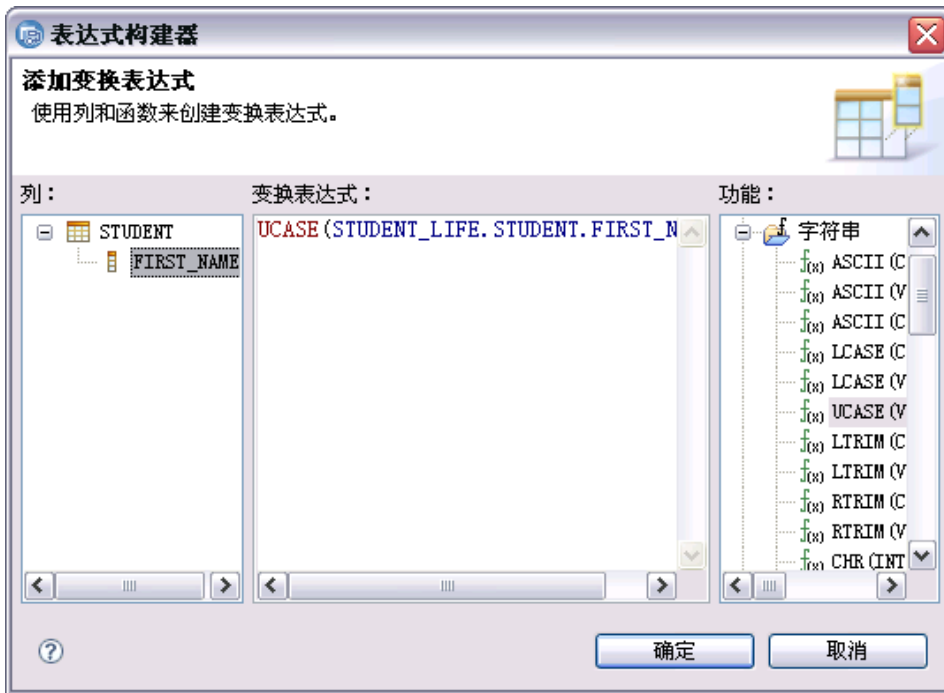 表达式构建器
添加变换表达式
使用列和函数来创建变换表达式。
列：
变换表达式：
功能：
STUDENT
FIRST_NAME
UCASE(STUDENT_LIFE.STUDENT.FIRST_N
字符串
f(x) ASCII(C
f(x) ASCII(V
f(x) ASCII(C
f(x) LCASE(C
f(x) LCASE(V
f(x) UCASE(V
f(x) LTRIM(C
f(x) LTRIM(V
f(x) RTRIM(C
f(x) RTRIM(V
f(x) CHR(INT
确定
取消